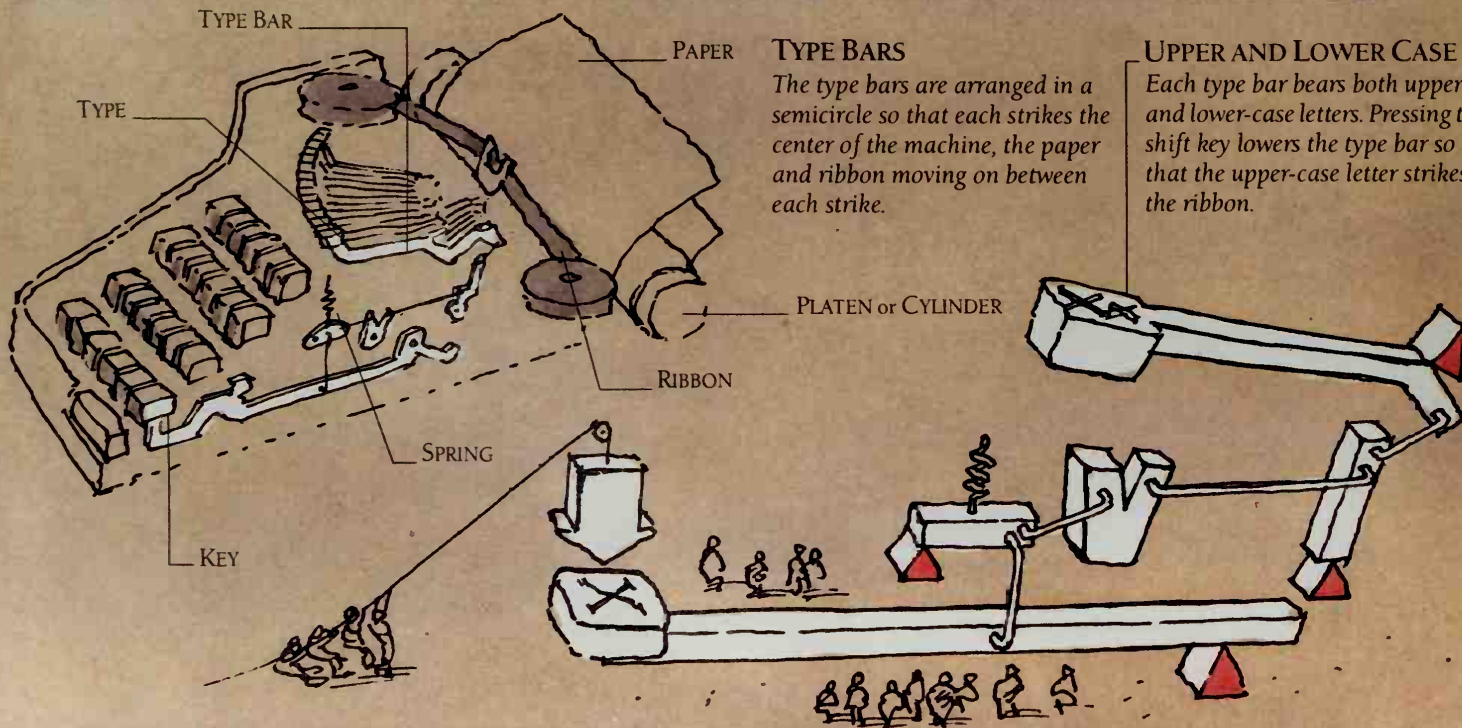 TYPE BAR
PAPER
TYPE
TYPE BARS
The type bars are arranged in a
semicircle so that each strikes the
center of the machine, the paper
and ribbon moving on between
each strike.
UPPER AND LOWER CASE
Each type bar bears both upper
and lower-case letters. Pressing
shift key lowers the type bar so
that the upper-case letter strikes
the ribbon.
PLATEN or CYLINDER
RIBBON
SPRING
KEY
X x
X